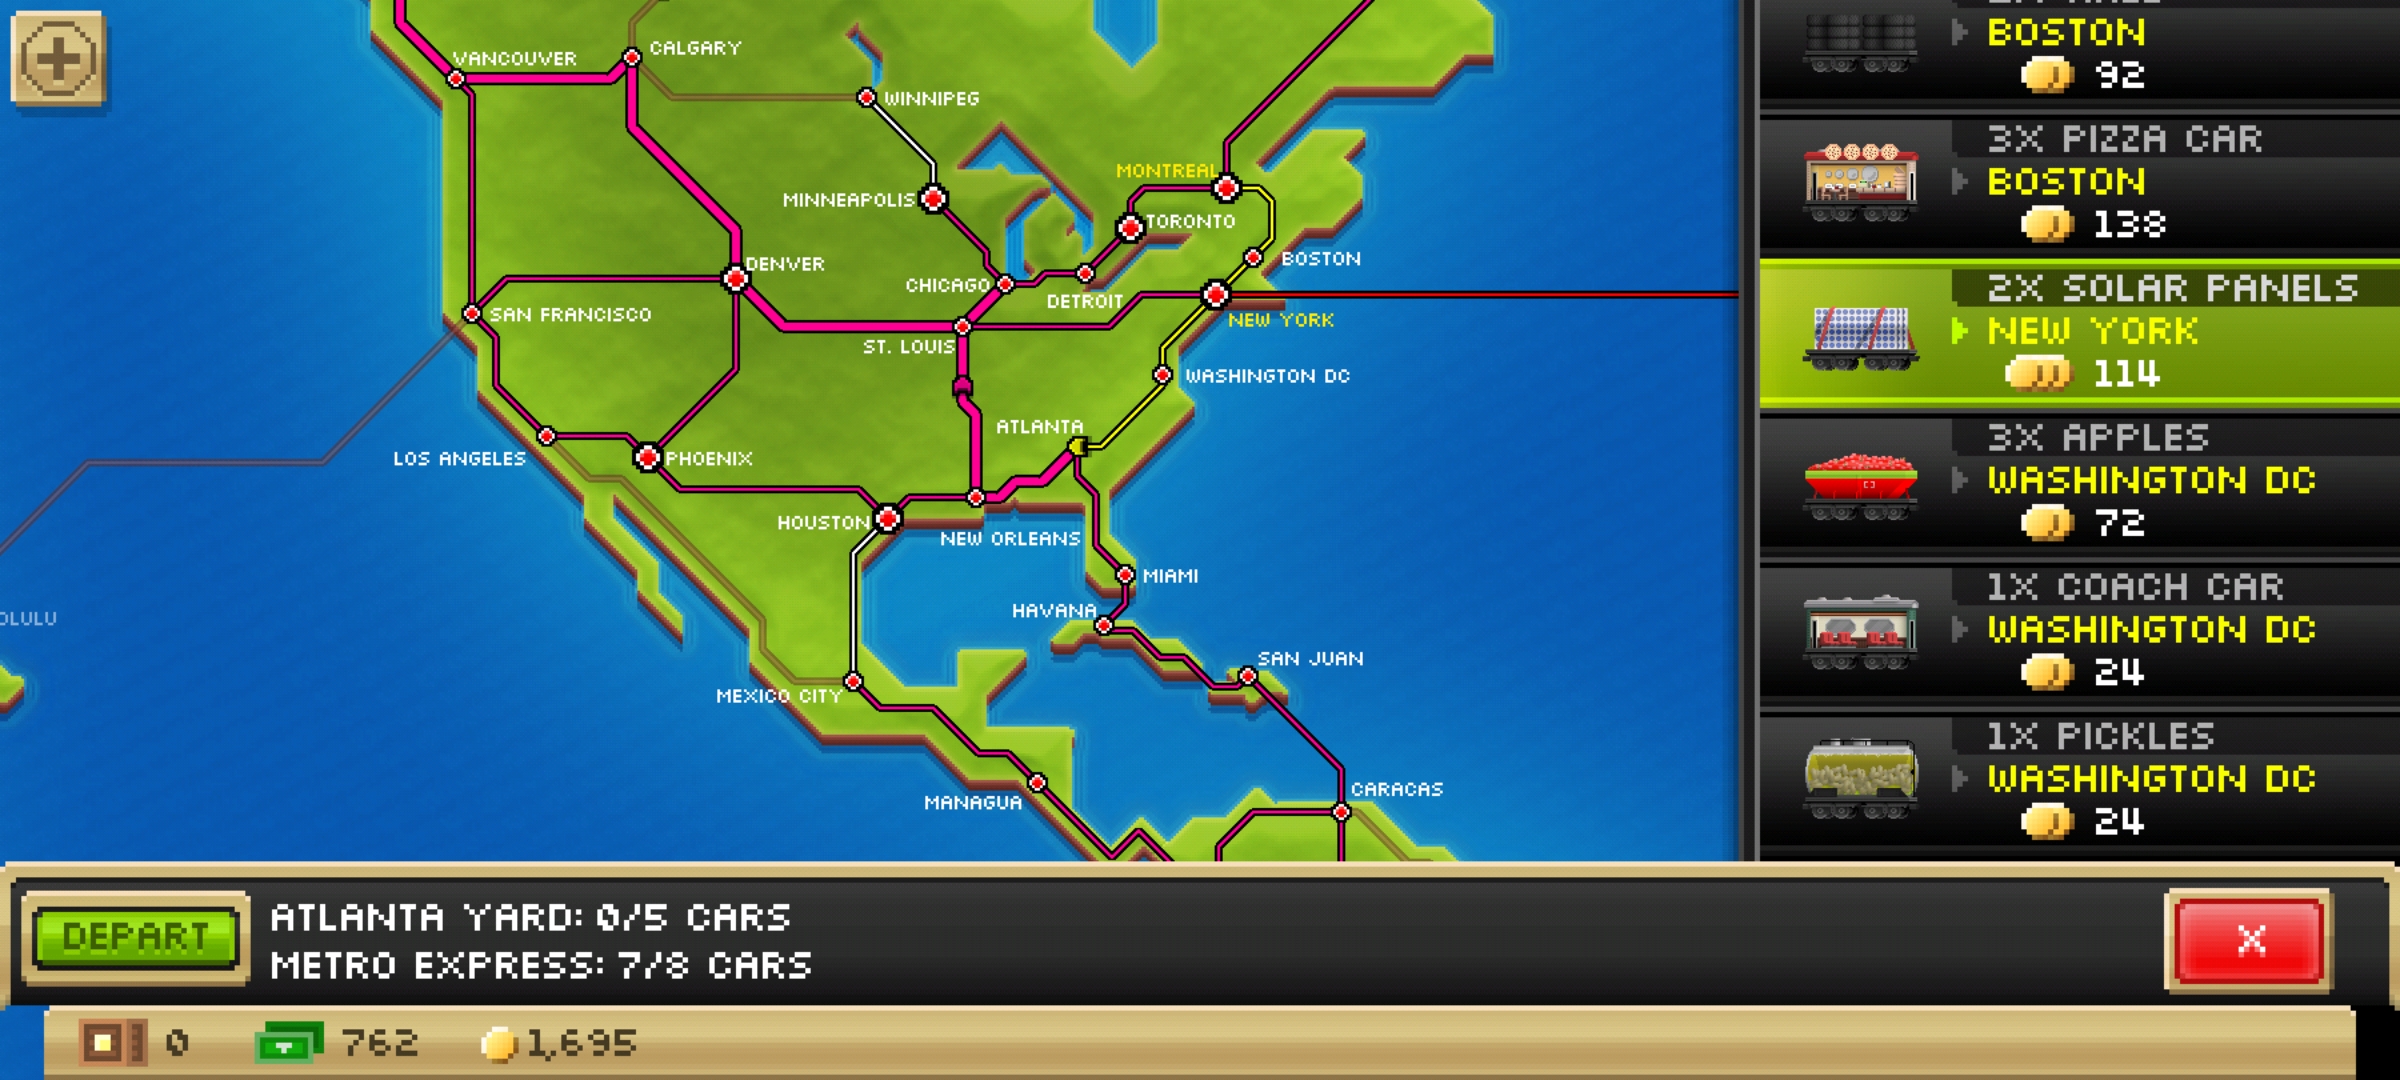 CALGARY
VANCOUVER
WINNIPEG
MONTREAL
MINNEAPOLIS
TORONTO
BOSTON
DENVER
CHICAGO
DETROIT
SAN FRANCISCO
NEW YORK
ST. LOUIS
WASHINGTON DC
ATLANTA
LOS ANGELES
PHOENIX
HOUSTON
NEW ORLEANS
MIAMI
HAVANA
OLULU
SAN JUAN
MEXICO CITY
CARACAS
MANAGUA
BOSTON
92
3X PIZZA CAR
BOSTON
138
2X SOLAR PANELS
NEW YORK
114
3X APPLES
WASHINGTON DC
72
1X COACH CAR
WASHINGTON DC
24
1X PICKLES
WASHINGTON DC
24
DEPART
ATLANTA YARD: 0/5 CARS
METRO EXPRESS: 7/8 CARS
X
0
762
1,695